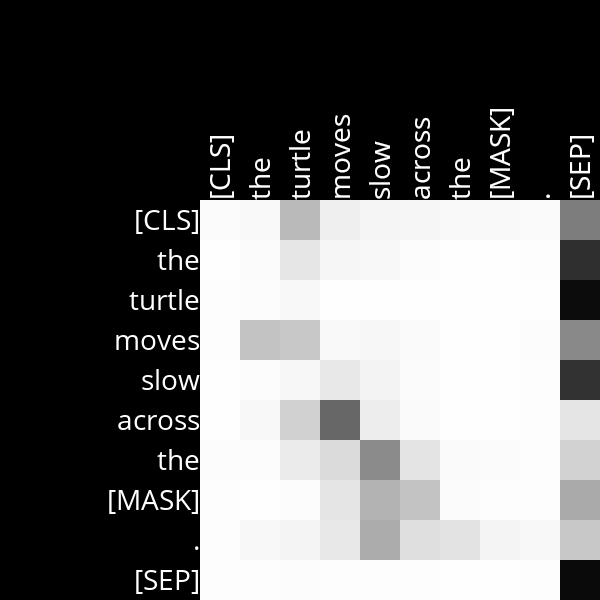 [CLS] the turtle moves slow across the [MASK] . [SEP]
[CLS]
the
turtle
moves
slow
across
the
[MASK]
.
[SEP]